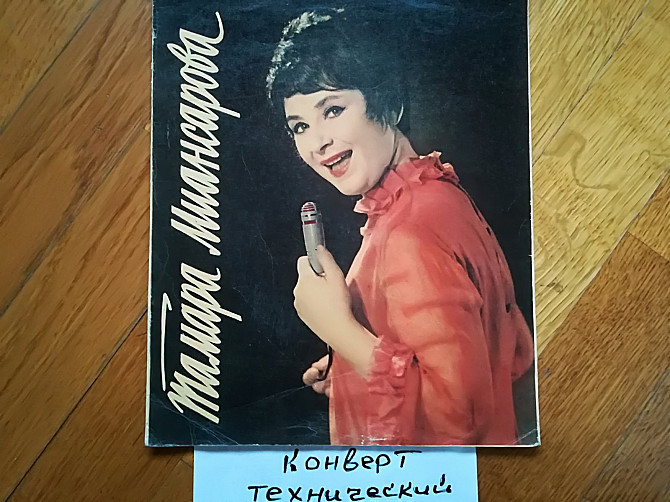 Тамара Миансарова
Конверт
технический